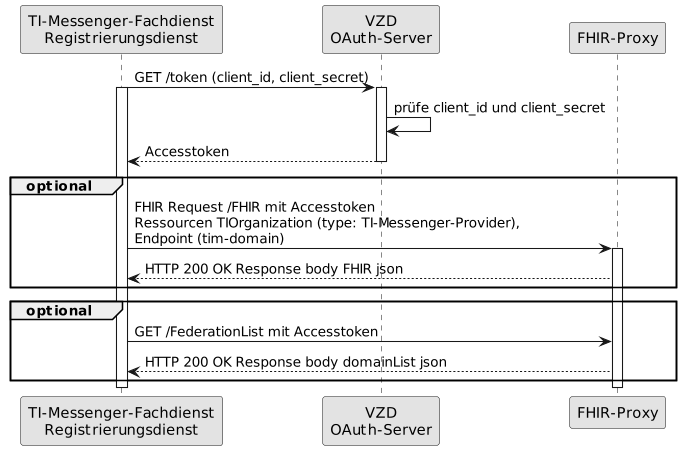 TI-Messenger-Fachdienst
Registrierungsdienst
VZD
OAuth-Server
FHIR-Proxy
GET /token (client_id, client_secret)
prüfe client_id und client_secret
Accesstoken
optional
FHIR Request /FHIR mit Accesstoken
Ressourcen TIOrganization (type: TI-Messenger-Provider),
Endpoint (tim-domain)
HTTP 200 OK Response body FHIR json
optional
GET /FederationList mit Accesstoken
HTTP 200 OK Response body domainList json
TI-Messenger-Fachdienst
Registrierungsdienst
VZD
OAuth-Server
FHIR-Proxy